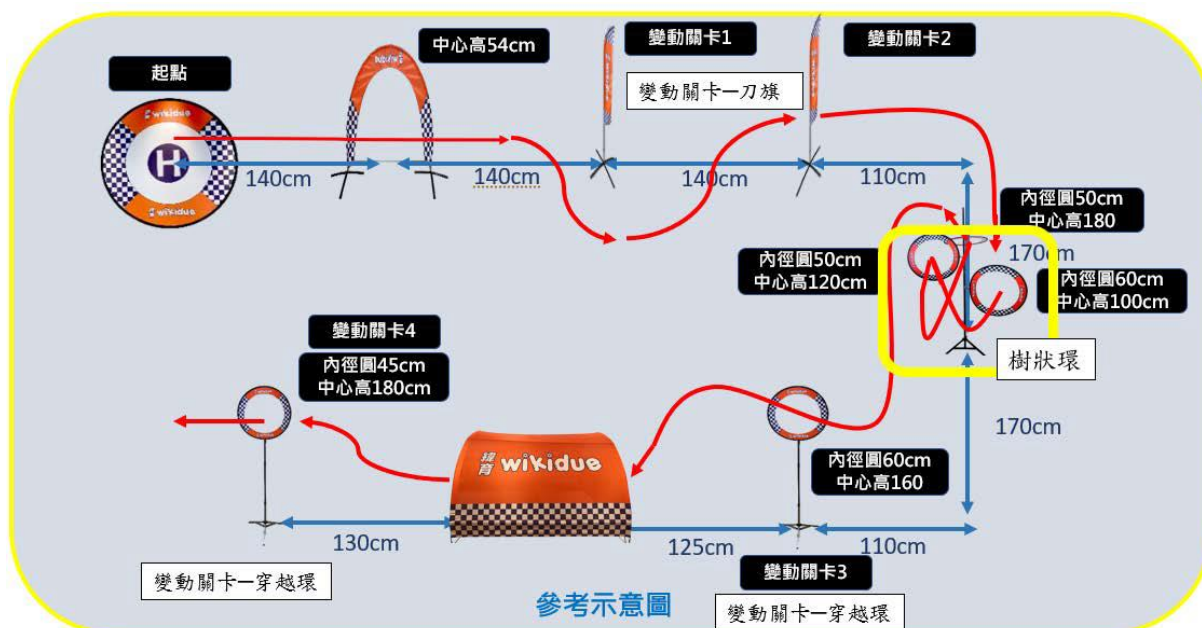 起點
wikidue
H
wikidue
中心高54cm
wikidue
變動關卡1
變動關卡2
變動關卡—刀旗
140cm
140cm
140cm
110cm
內徑圓50cm
中心高180
170cm
內徑圓50cm
中心高120cm
內徑圓60cm
中心高100cm
樹狀環
變動關卡4
內徑圓45cm
中心高180cm
170cm
緯育 wikidue
內徑圓60cm
中心高160
130cm
125cm
110cm
變動關卡3
變動關卡—穿越環
變動關卡—穿越環
參考示意圖